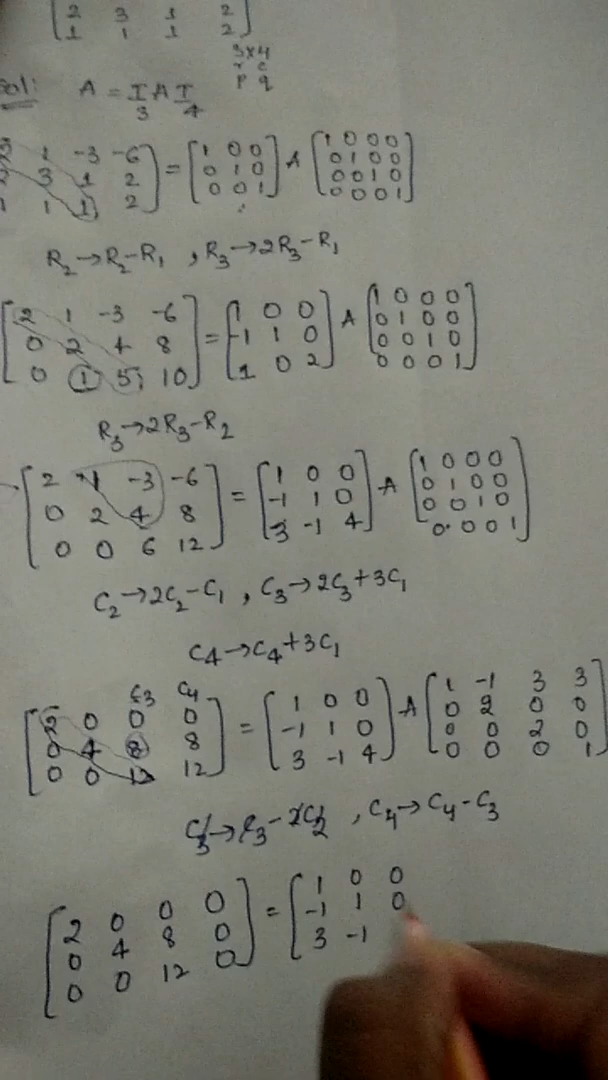 [2 3 1 2
1 1 1 2]
3×4
r c
p q
Sol: A = I₃ A I₄
1 -3 -6] = [1 0 0] A [1 0 0 0]
3 1 2] [0 1 0] [0 1 0 0]
1 1 1 2] [0 0 1] [0 0 1 0]
[0 0 0 1]
R₂→R₂-R₁ , R₃→2R₃-R₁
[2 1 -3 -6] = [1 0 0] A [1 0 0 0]
[0 2 4 8] [-1 1 0] [0 1 0 0]
[0 1 5 10] [1 0 2] [0 0 1 0]
[0 0 0 1]
R₃→2R₃-R₂
[2 1 -3 -6] = [1 0 0] A [1 0 0 0]
[0 2 4 8] [-1 1 0] [0 1 0 0]
[0 0 6 12] [3 -1 4] [0 0 1 0]
[0 0 0 1]
C₂→2C₂-C₁ , C₃→2C₃+3C₁
C₄→C₄+3C₁
C₃ C₄
[2 0 0 0] = [1 0 0] A [1 -1 3 3]
[0 4 8 8] [-1 1 0] [0 2 0 0]
[0 0 12 12] [3 -1 4] [0 0 2 0]
[0 0 0 1]
C₃→C₃-2C₂ , C₄→C₄-C₃
[2 0 0 0] = [1 0 0
[0 4 8 0] [-1 1 0
[0 0 12 0] [3 -1